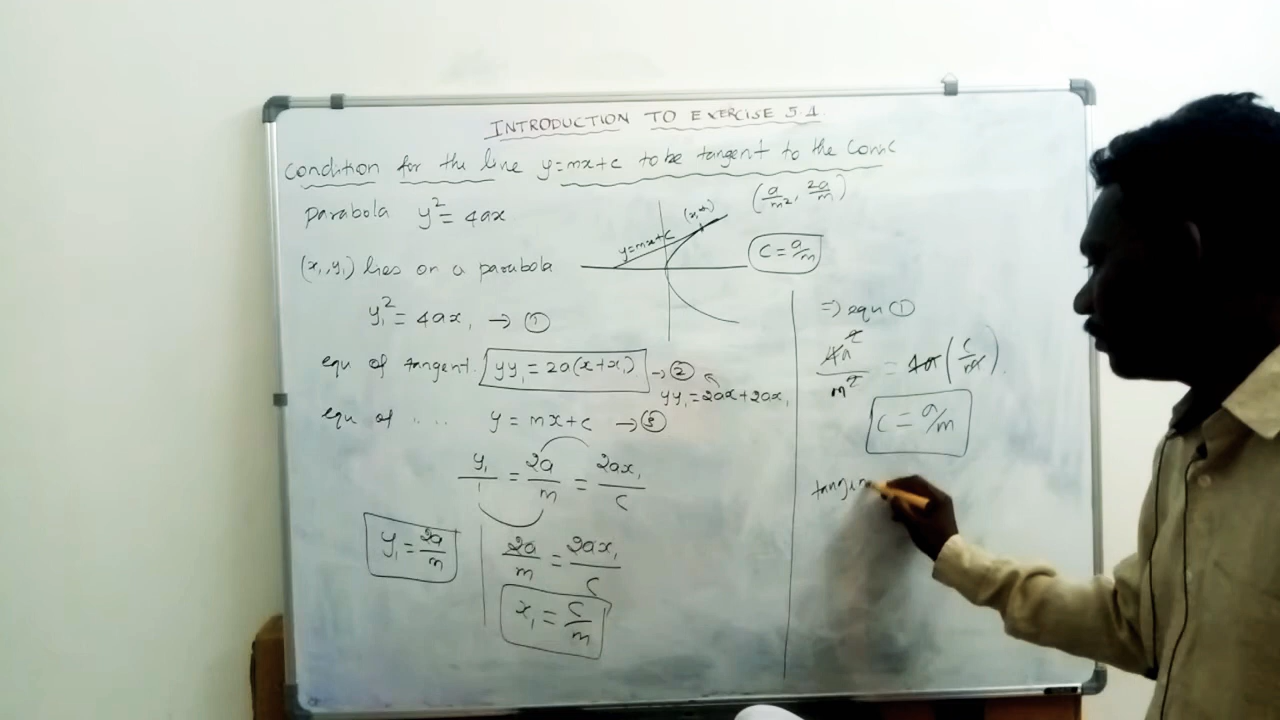 INTRODUCTION TO EXERCISE 5.4
Condition for the line y=mx+c to be tangent to the Conic
Parabola y² = 4ax
(a/m², 2a/m)
y=mx+c
C = a/m
(x₁, y₁) lies on a parabola
y₁² = 4ax₁ → ①
equ of tangent. yy₁ = 2a(x+x₁) → ②
yy₁ = 2ax + 2ax₁
equ of .. .. y = mx+c → ③
y₁/1 = 2a/m = 2ax₁/c
y₁ = 2a/m
2a/m = 2ax₁/c
x₁ = c/m
⇒ equ ①
4a²/m² = 4a(c/m).
C = a/m